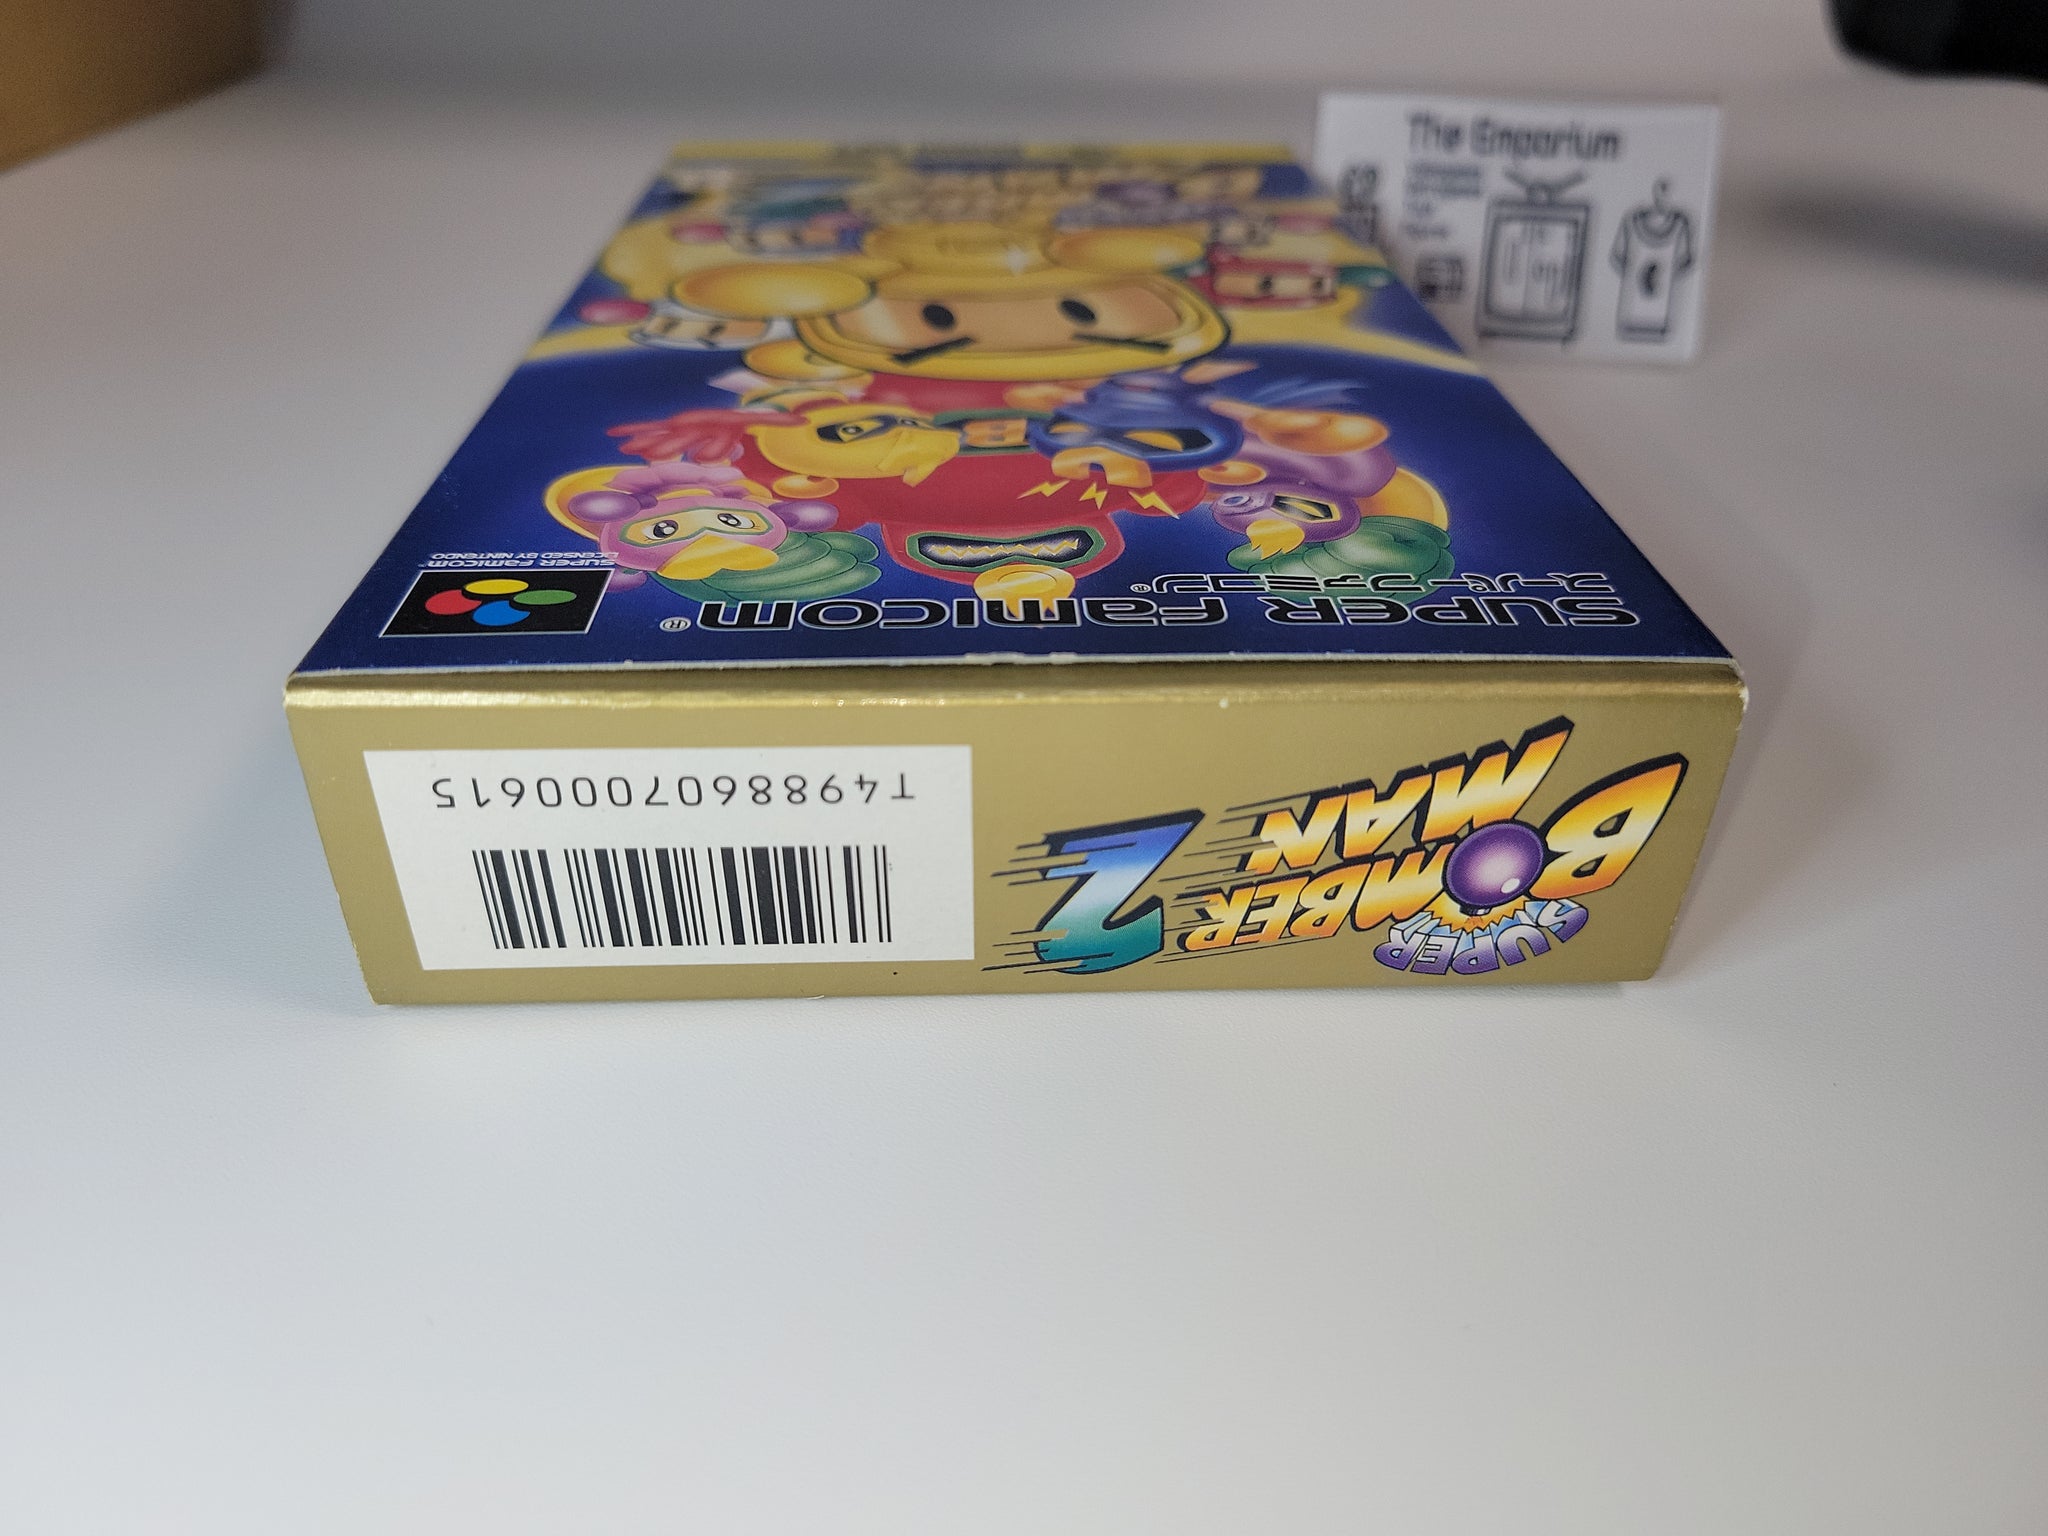 The Emporium
B
SUPER FAMICOM
LICENSED BY NINTENDO
SUPER FAMICOM®
スーパーファミコン®
T4988607000615
SUPER
BOMBER
MAN
2